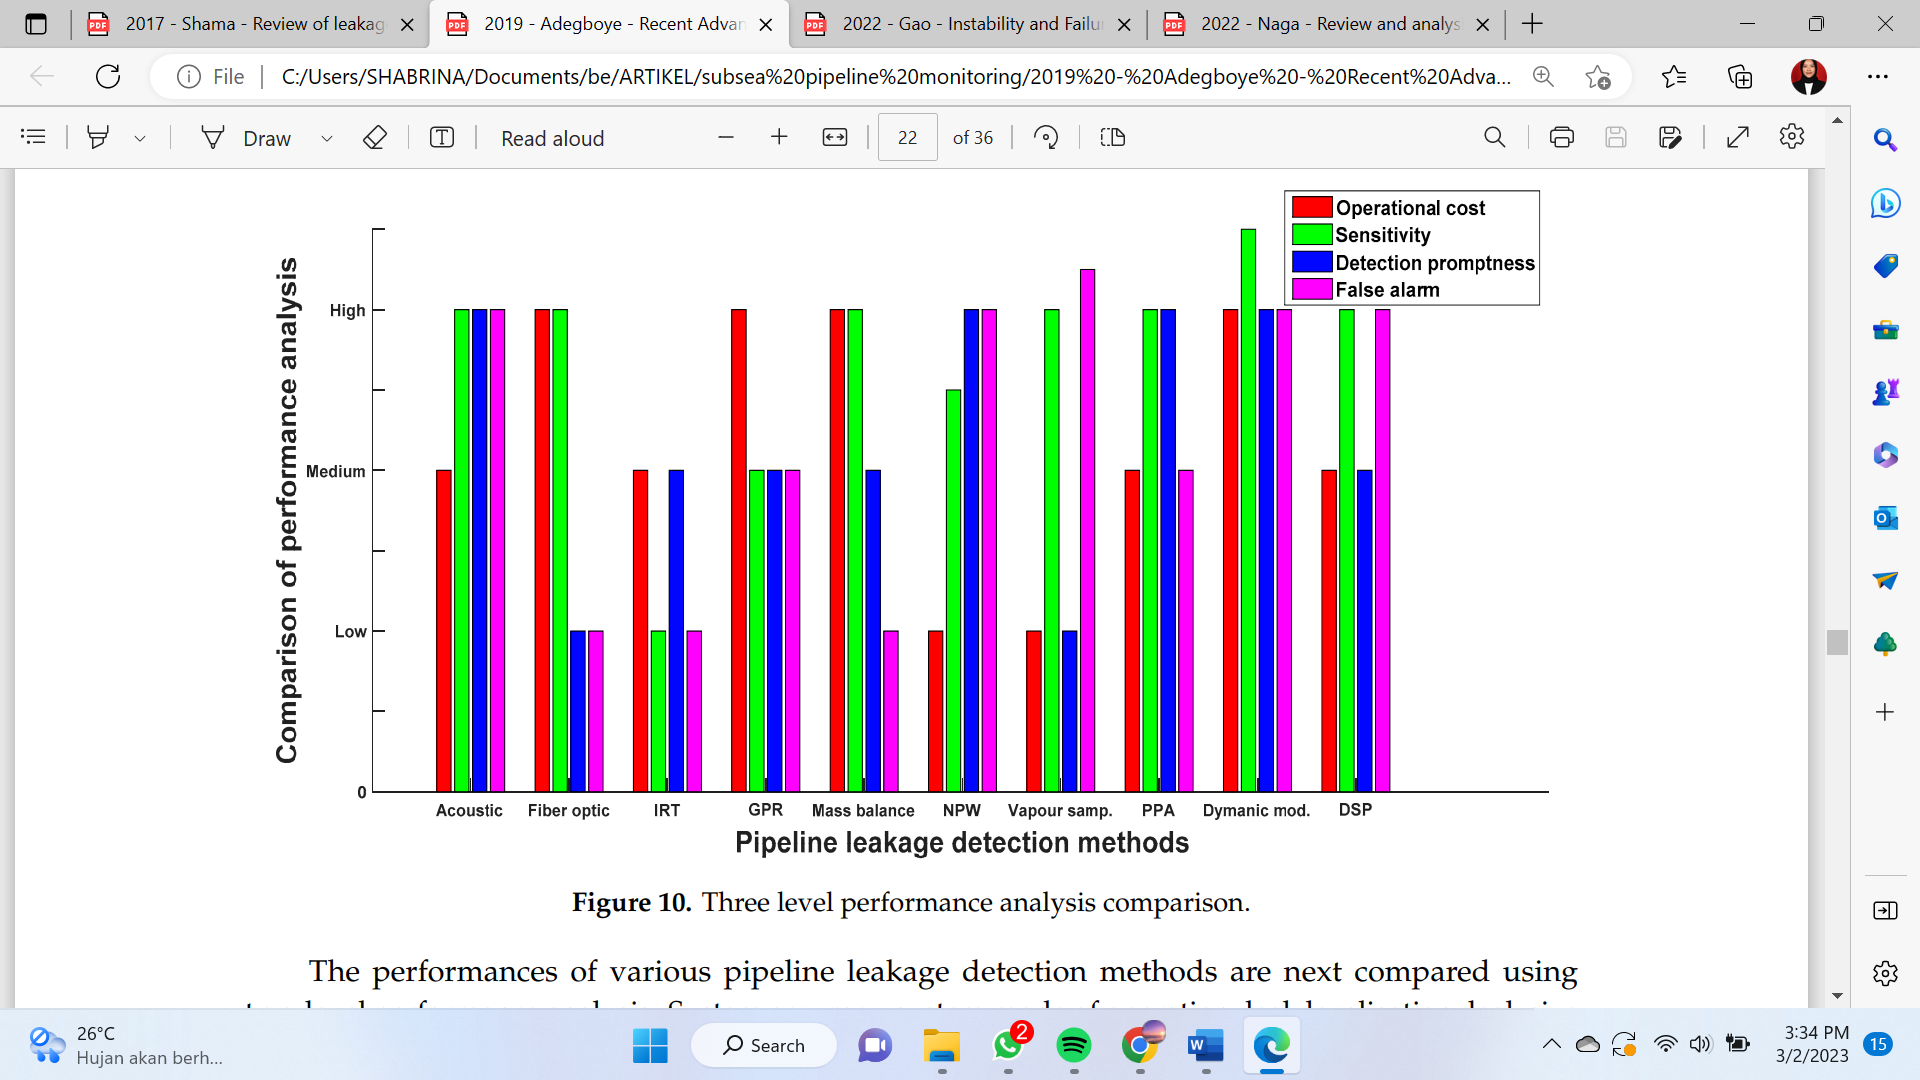 2017 - Shama - Review of leakag
2019 - Adegboye - Recent Advan
2022 - Gao - Instability and Failu
2022 - Naga - Review and analys
File
C:/Users/SHABRINA/Documents/be/ARTIKEL/subsea%20pipeline%20monitoring/2019%20-%20Adegboye%20-%20Recent%20Adva...
Draw
Read aloud
22
of 36
Operational cost
Sensitivity
Detection promptness
False alarm
Comparison of performance analysis
High
Medium
Low
0
Acoustic Fiber optic IRT GPR Mass balance NPW Vapour samp. PPA Dymanic mod. DSP
Pipeline leakage detection methods
Figure 10. Three level performance analysis comparison.
The performances of various pipeline leakage detection methods are next compared using
26°C
Hujan akan berh...
Search
2
3:34 PM
3/2/2023
15